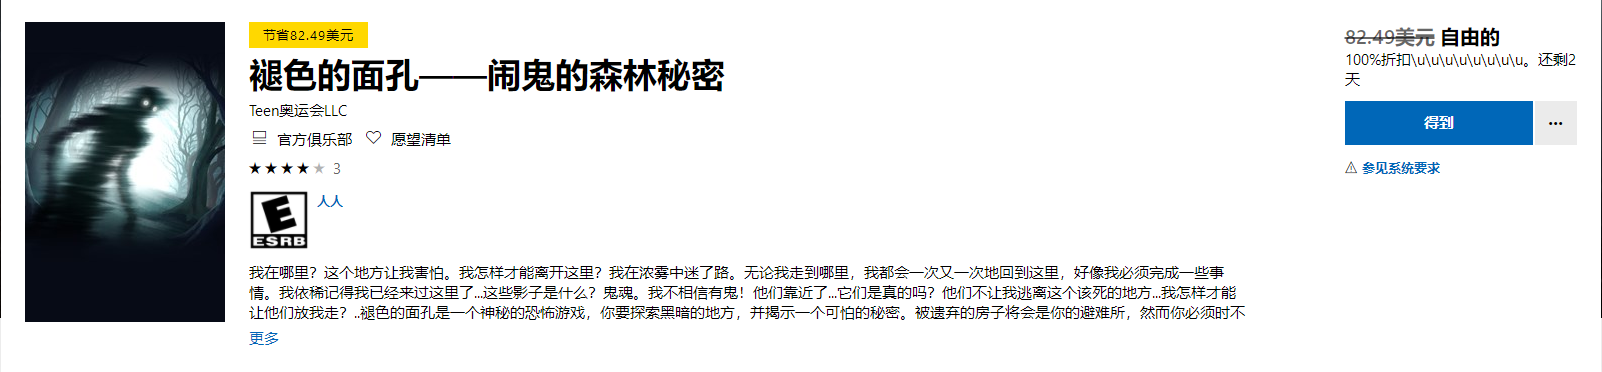 节省82.49美元
褪色的面孔——闹鬼的森林秘密
Teen奥运会LLC
官方俱乐部 愿望清单
3
E
ESRB
人人
我在哪里？这个地方让我害怕。我怎样才能离开这里？我在浓雾中迷了路。无论我走到哪里，我都会一次又一次地回到这里，好像我必须完成一些事
情。我依稀记得我已经来过这里了...这些影子是什么？鬼魂。我不相信有鬼！他们靠近了...它们是真的吗？他们不让我逃离这个该死的地方...我怎样才能
让他们放我走？..褪色的面孔是一个神秘的恐怖游戏，你要探索黑暗的地方，并揭示一个可怕的秘密。被遗弃的房子将会是你的避难所，然而你必须时不
更多
82.49美元 自由的
100%折扣\u\u\u\u\u\u\u\u。还剩2
天
得到
...
参见系统要求